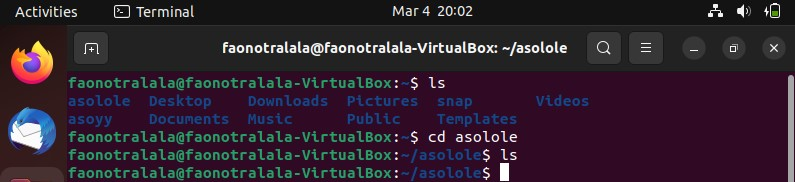 Activities Terminal Mar 4 20:02
faonotralala@faonotralala-VirtualBox: ~/asolole
faonotralala@faonotralala-VirtualBox:~$ ls
asolole Desktop Downloads Pictures snap Videos
asoyy Documents Music Public Templates
faonotralala@faonotralala-VirtualBox:~$ cd asolole
faonotralala@faonotralala-VirtualBox:~/asolole$ ls
faonotralala@faonotralala-VirtualBox:~/asolole$